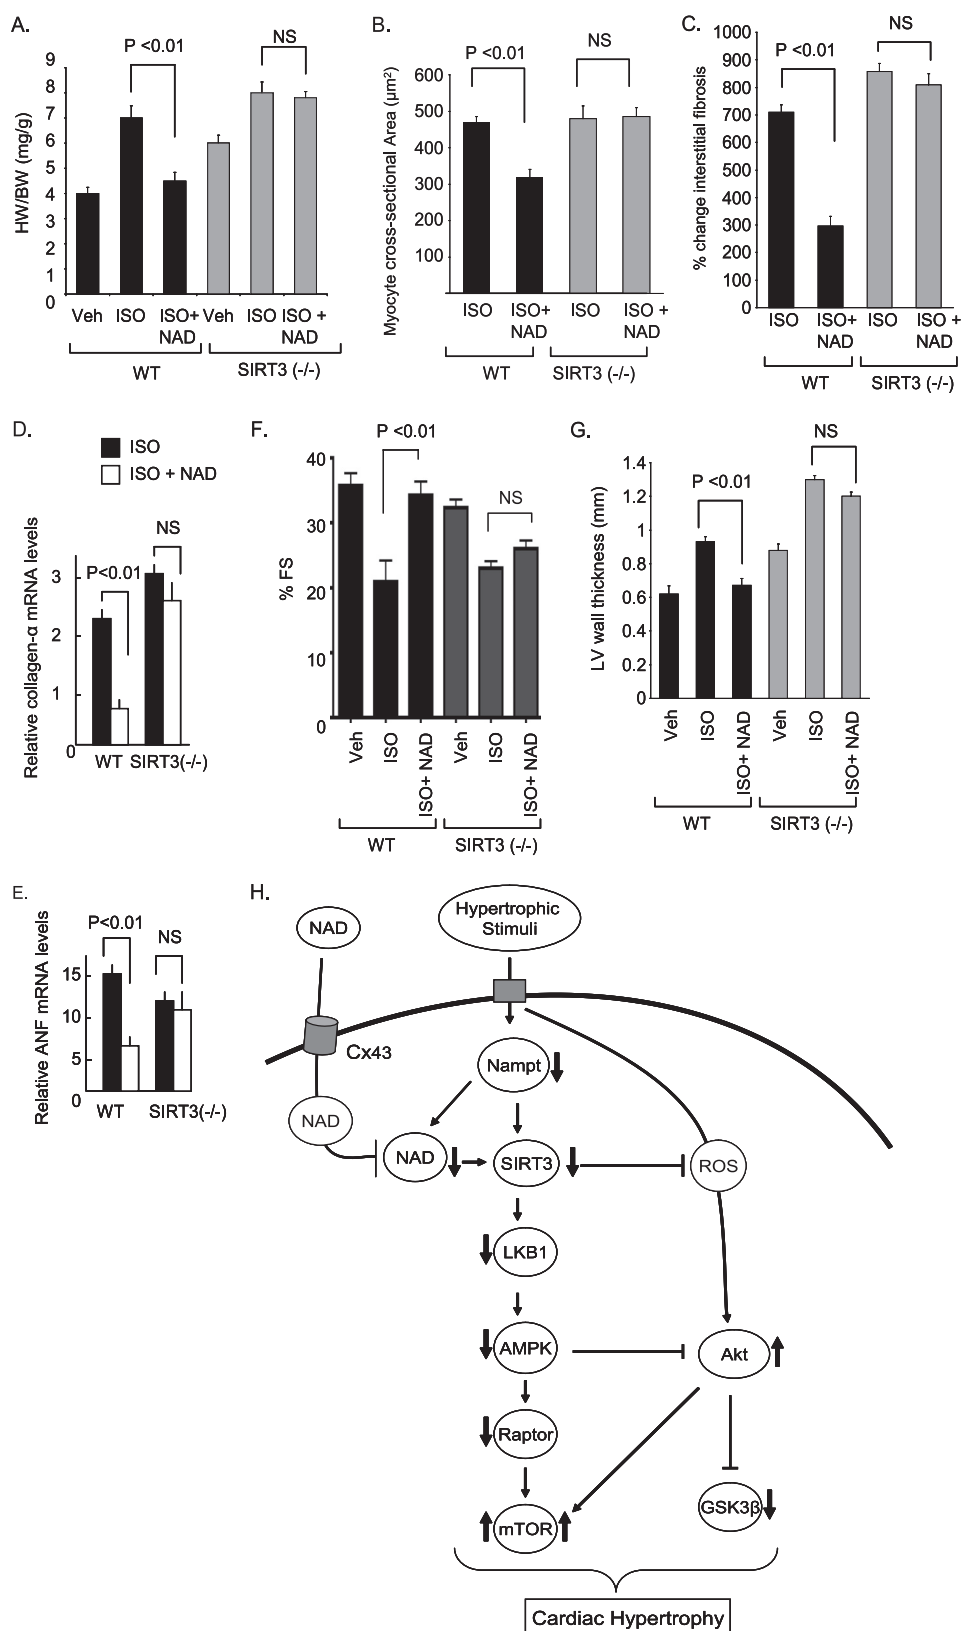 A.
P <0.01
NS
HW/BW (mg/g)
9
8
7
6
5
4
3
2
1
0
Veh ISO ISO+ NAD Veh ISO ISO + NAD
WT SIRT3 (-/-)
B.
P <0.01
NS
Myocyte cross-sectional Area (μm²)
600
500
400
300
200
100
ISO ISO+ NAD ISO ISO + NAD
WT SIRT3 (-/-)
C.
P <0.01
NS
% change interstitial fibrosis
1000
900
800
700
600
500
400
300
200
100
0
ISO ISO+ NAD ISO ISO + NAD
WT SIRT3 (-/-)
D.
ISO
ISO + NAD
NS
P<0.01
Relative collagen-α mRNA levels
3
2
1
0
WT SIRT3(-/-)
F.
P <0.01
NS
% FS
40
30
20
10
0
Veh ISO ISO+ NAD Veh ISO ISO+ NAD
WT SIRT3 (-/-)
G.
NS
P <0.01
LV wall thickness (mm)
1.4
1.2
1
0.8
0.6
0.4
0.2
0
Veh ISO ISO+ NAD Veh ISO ISO+ NAD
WT SIRT3 (-/-)
E.
P<0.01
NS
Relative ANF mRNA levels
15
10
5
0
WT SIRT3(-/-)
H.
NAD
Hypertrophic
Stimuli
Cx43
Nampt
NAD
NAD
SIRT3
ROS
LKB1
AMPK
Akt
Raptor
mTOR
GSK3β
Cardiac Hypertrophy